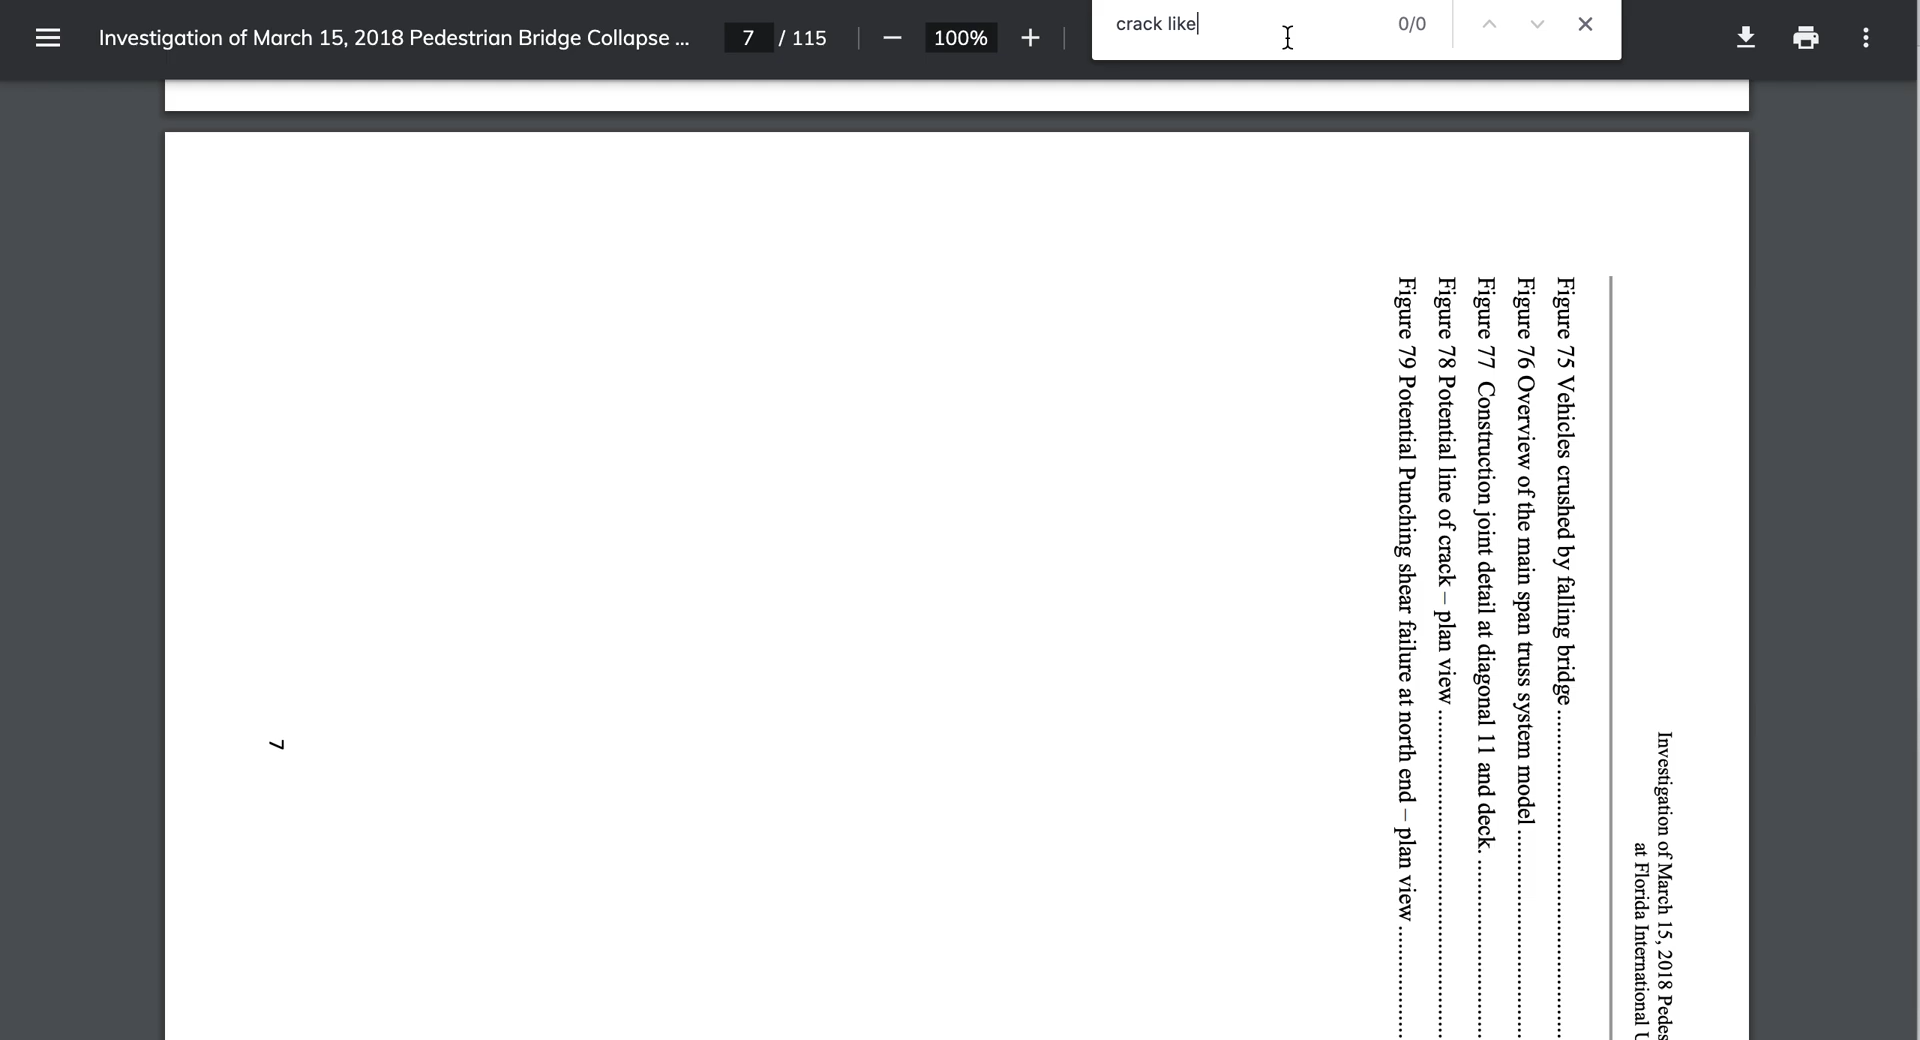 Investigation of March 15, 2018 Pedestrian Bridge Collapse ...
7 / 115
100%
crack like
0/0
Investigation of March 15, 2018 Pedes
at Florida International U
Figure 75 Vehicles crushed by falling bridge
Figure 76 Overview of the main span truss system model
Figure 77 Construction joint detail at diagonal 11 and deck.
Figure 78 Potential line of crack – plan view
Figure 79 Potential Punching shear failure at north end – plan view
7